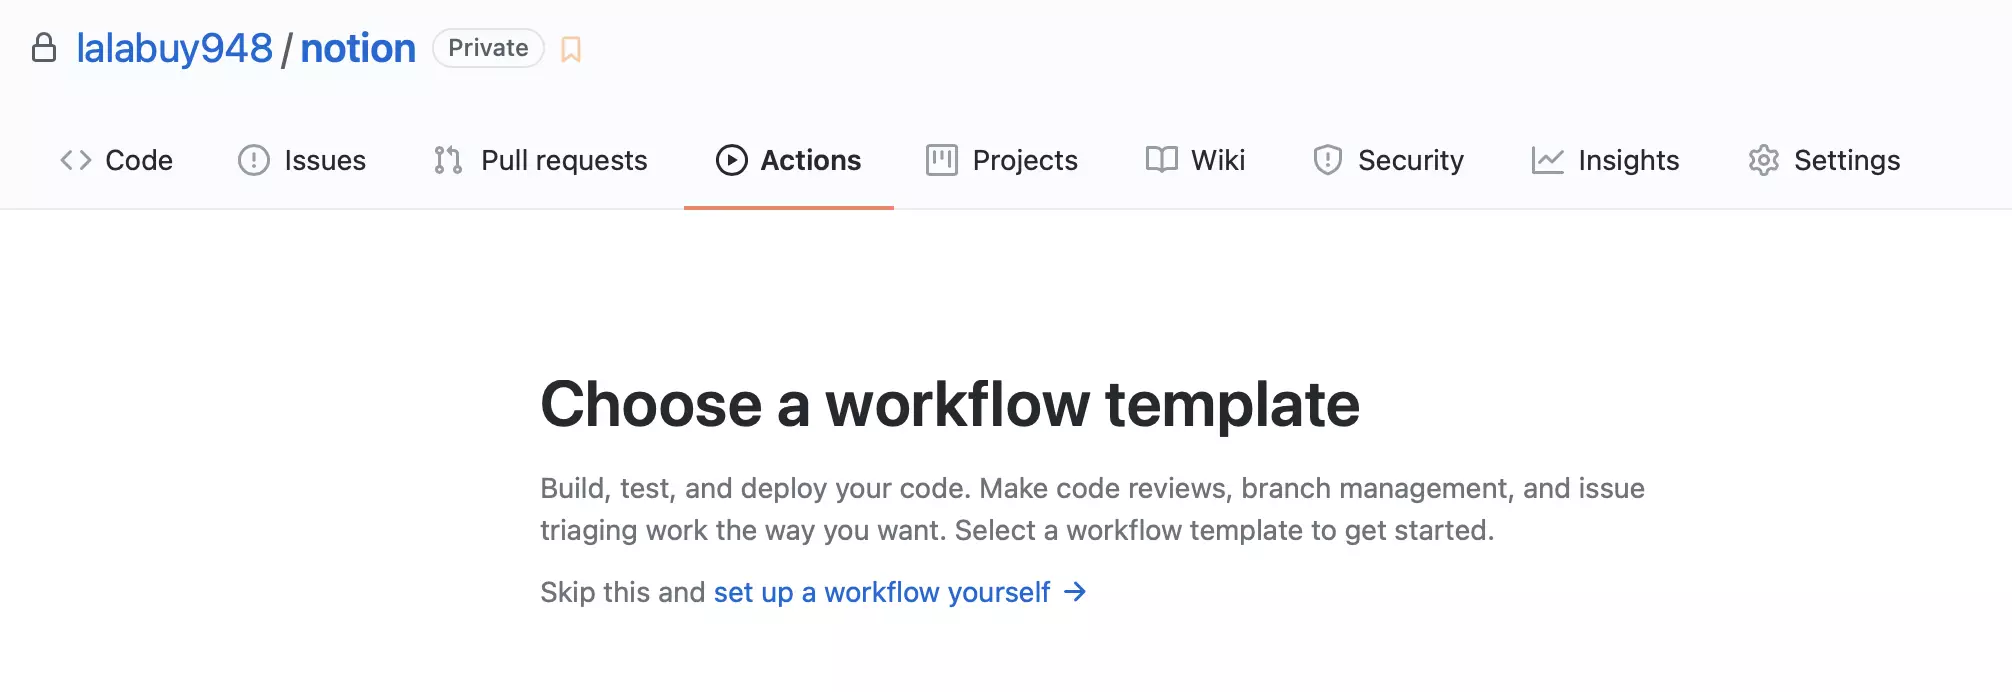 lalabuy948 / notion Private
Code Issues Pull requests Actions Projects Wiki Security Insights Settings
Choose a workflow template
Build, test, and deploy your code. Make code reviews, branch management, and issue
triaging work the way you want. Select a workflow template to get started.
Skip this and set up a workflow yourself →